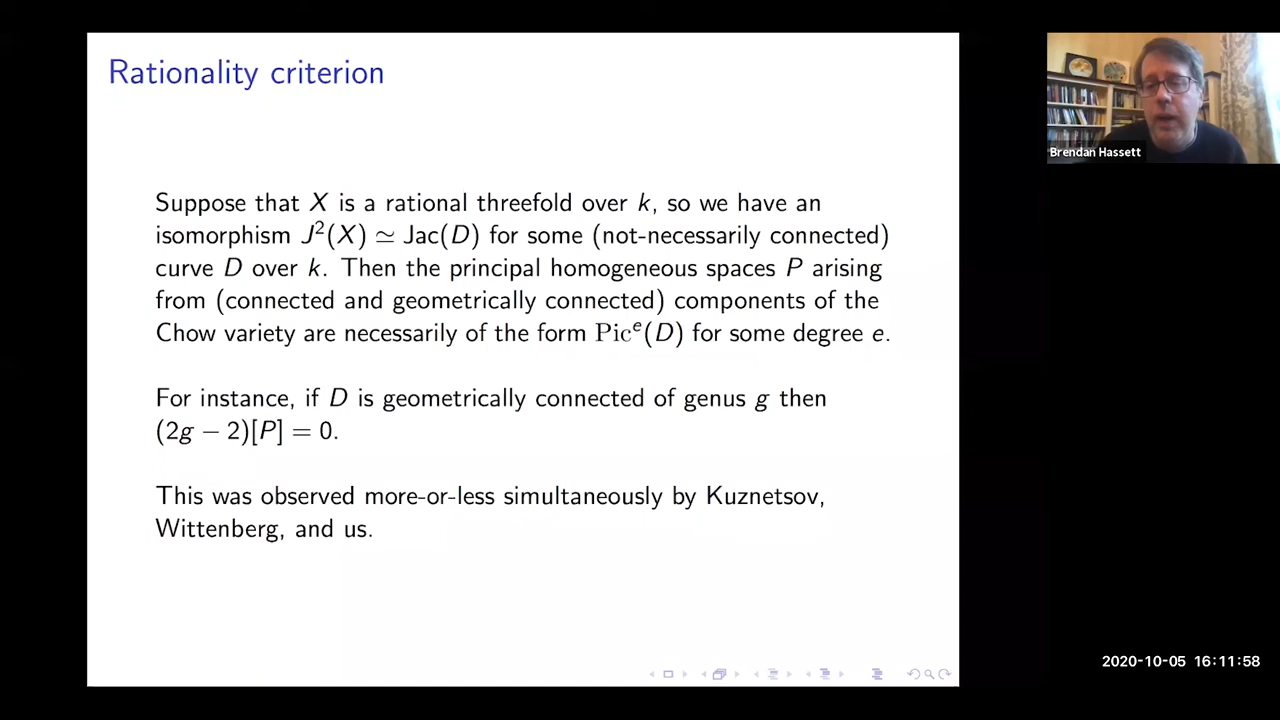 Rationality criterion
Suppose that X is a rational threefold over k, so we have an
isomorphism J²(X) ≃ Jac(D) for some (not-necessarily connected)
curve D over k. Then the principal homogeneous spaces P arising
from (connected and geometrically connected) components of the
Chow variety are necessarily of the form Picᵉ(D) for some degree e.
For instance, if D is geometrically connected of genus g then
(2g − 2)[P] = 0.
This was observed more-or-less simultaneously by Kuznetsov,
Wittenberg, and us.
Brendan Hassett
2020-10-05 16:11:58